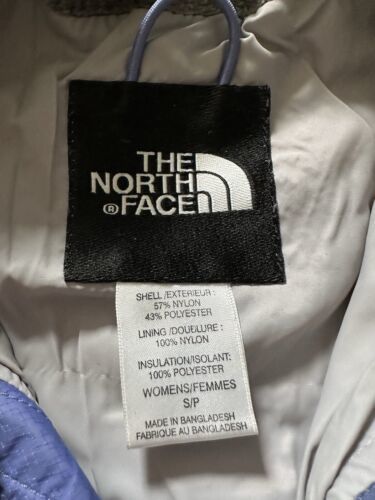 THE
NORTH
®FACE
SHELL /EXTERIEUR :
57% NYLON
43% POLYESTER
LINING /DOUBLURE :
100% NYLON
INSULATION/ISOLANT:
100% POLYESTER
WOMENS/FEMMES
S/P
MADE IN BANGLADESH
FABRIQUE AU BANGLADESH